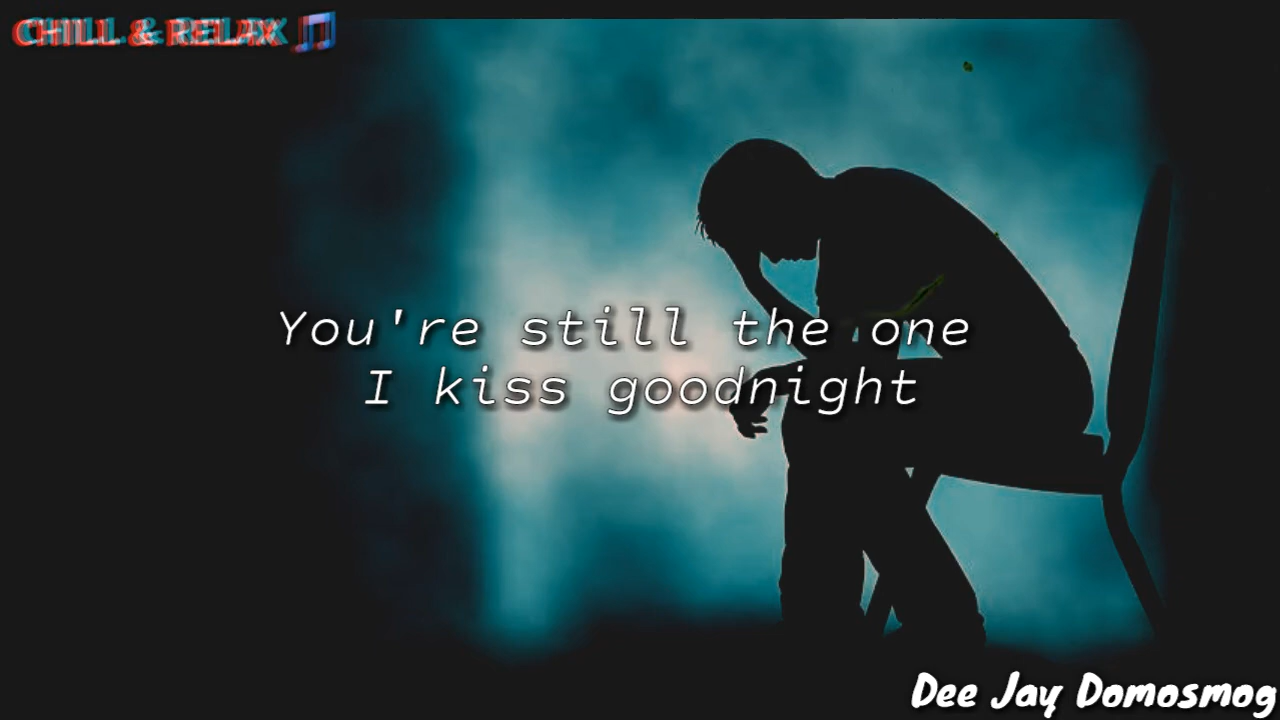 CHILL & RELAX 🎵
You're still the one
I kiss goodnight
Dee Jay Domosmog